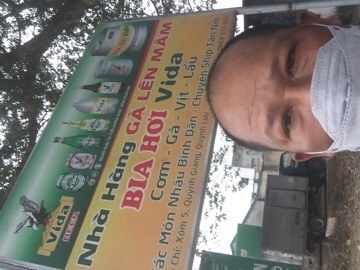 Vida
BEER
Nhà Hàng GÀ LÊN MÂM
BIA HƠI Vida
Cơm - Gà - Vịt - Lẩu
Các Món Nhậu Bình Dân - Chuyên Ship Tận Nơi
Đ/c: Xóm 5, Quỳnh Giang, Quỳnh Lưu